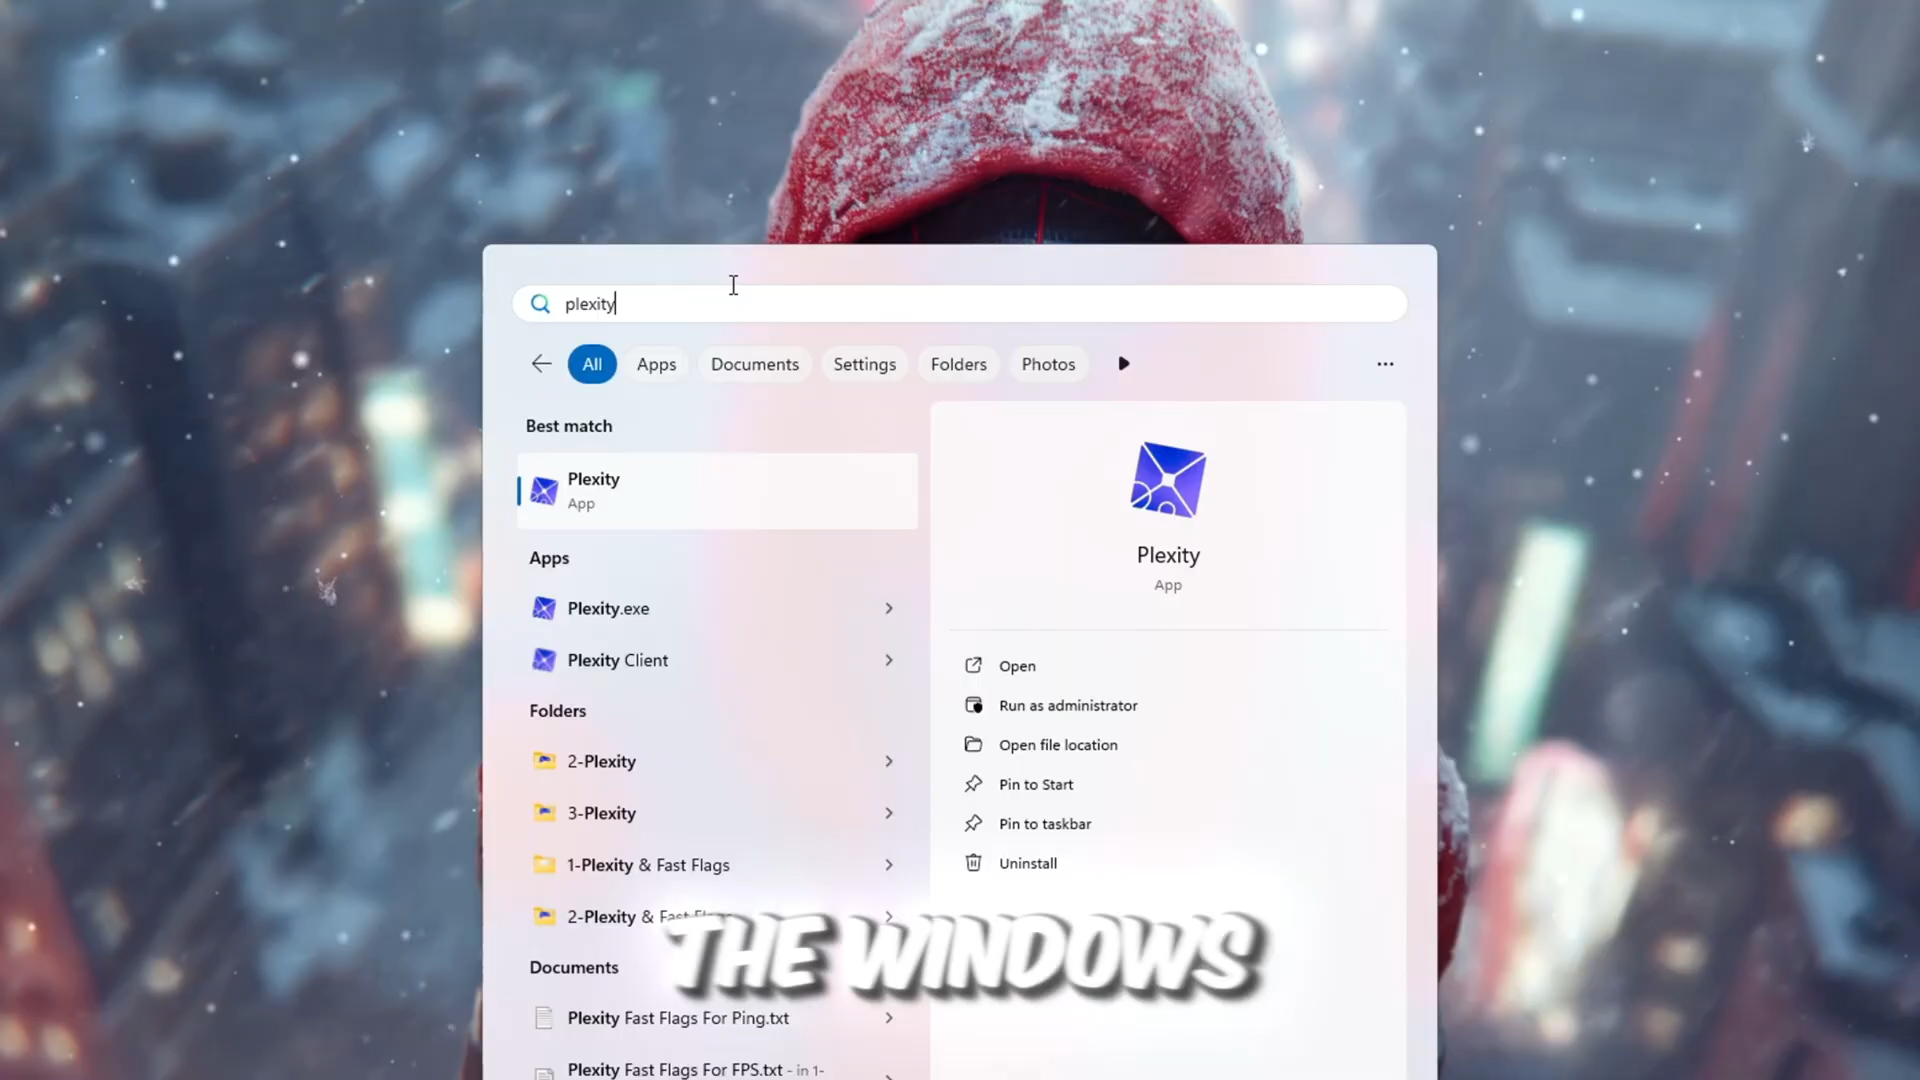 plexity
All
Apps
Documents
Settings
Folders
Photos
Best match
Plexity
App
Apps
Plexity.exe
Plexity Client
Folders
2-Plexity
3-Plexity
1-Plexity & Fast Flags
2-Plexity & Fast Flags
Documents
Plexity Fast Flags For Ping.txt
Plexity Fast Flags For FPS.txt - in 1-
Plexity
App
Open
Run as administrator
Open file location
Pin to Start
Pin to taskbar
Uninstall
THE WINDOWS